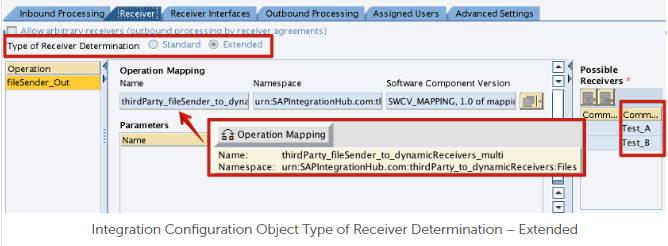 Inbound Processing Receiver Receiver Interfaces Outbound Processing Assigned Users Advanced Settings
Allow arbitrary receivers (outbound processing by receiver agreements)
Type of Receiver Determination Standard Extended
Operation
fileSender_Out
Operation Mapping
Name Namespace Software Component Version
thirdParty_fileSender_to_dyna urn:SAPIntegrationHub.com:th SWCV_MAPPING, 1.0 of mappin
Parameters
Name
Operation Mapping
Name: thirdParty_fileSender_to_dynamicReceivers_multi
Namespace: urn:SAPIntegrationHub.com:thirdParty_to_dynamicReceivers:Files
Possible
Receivers *
Comm... Comm...
Test_A
Test_B
Integration Configuration Object Type of Receiver Determination – Extended